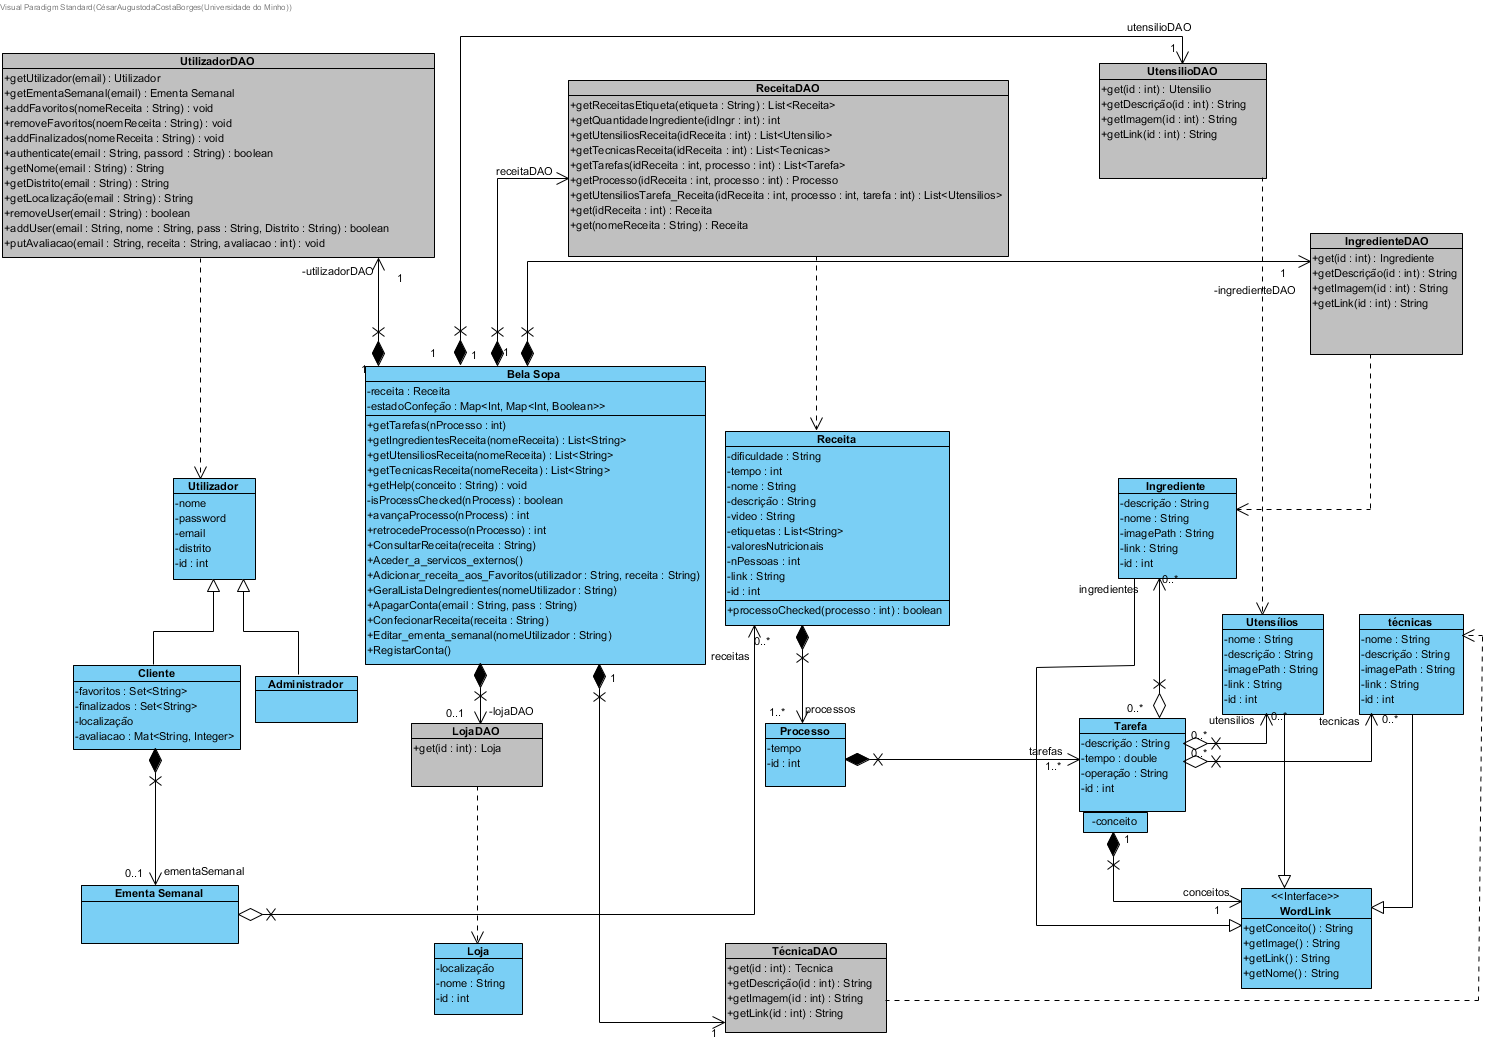 Visual Paradigm Standard(CésarAugustodaCostaBorges(Universidade do Minho))
utensilioDAO
1
UtilizadorDAO
+getUtilizador(email) : Utilizador
+getEmentaSemanal(email) : Ementa Semanal
+addFavoritos(nomeReceita : String) : void
+removeFavoritos(noemReceita : String) : void
+addFinalizados(nomeReceita : String) : void
+authenticate(email : String, passord : String) : boolean
+getNome(email : String) : String
+getDistrito(email : String) : String
+getLocalização(email : String) : String
+removeUser(email : String) : boolean
+addUser(email : String, nome : String, pass : String, Distrito : String) : boolean
+putAvaliacao(email : String, receita : String, avaliacao : int) : void
ReceitaDAO
+getReceitasEtiqueta(etiqueta : String) : List<Receita>
+getQuantidadeIngrediente(idIngr : int) : int
+getUtensiliosReceita(idReceita : int) : List<Utensilio>
+getTecnicasReceita(idReceita : int) : List<Tecnicas>
+getTarefas(idReceita : int, processo : int) : List<Tarefa>
+getProcesso(idReceita : int, processo : int) : Processo
+getUtensiliosTarefa_Receita(idReceita : int, processo : int, tarefa : int) : List<Utensilios>
+get(idReceita : int) : Receita
+get(nomeReceita : String) : Receita
receitaDAO
UtensilioDAO
+get(id : int) : Utensilio
+getDescrição(id : int) : String
+getImagem(id : int) : String
+getLink(id : int) : String
IngredienteDAO
+get(id : int) : Ingrediente
+getDescrição(id : int) : String
+getImagem(id : int) : String
+getLink(id : int) : String
1
-ingredienteDAO
-utilizadorDAO
1
1
1
1
1
Bela Sopa
-receita : Receita
-estadoConfeção : Map<Int, Map<Int, Boolean>>
+getTarefas(nProcesso : int)
+getIngredientesReceita(nomeReceita) : List<String>
+getUtensiliosReceita(nomeReceita) : List<String>
+getTecnicasReceita(nomeReceita) : List<String>
+getHelp(conceito : String) : void
-isProcessChecked(nProcess) : boolean
+avançaProcesso(nProcess) : int
+retrocedeProcesso(nProcesso) : int
+ConsultarReceita(receita : String)
+Aceder_a_servicos_externos()
+Adicionar_receita_aos_Favoritos(utilizador : String, receita : String)
+GeralListaDeIngredientes(nomeUtilizador : String)
+ApagarConta(email : String, pass : String)
+ConfecionarReceita(receita : String)
+Editar_ementa_semanal(nomeUtilizador : String)
+RegistarConta()
Receita
-dificuldade : String
-tempo : int
-nome : String
-descrição : String
-video : String
-etiquetas : List<String>
-valoresNutricionais
-nPessoas : int
-link : String
-id : int
+processoChecked(processo : int) : boolean
Utilizador
-nome
-password
-email
-distrito
-id : int
Ingrediente
-descrição : String
-nome : String
-imagePath : String
-link : String
-id : int
ingredientes
0..*
Utensílios
-nome : String
-descrição : String
-imagePath : String
-link : String
-id : int
técnicas
-nome : String
-descrição : String
-imagePath : String
-link : String
-id : int
Cliente
-favoritos : Set<String>
-finalizados : Set<String>
-localização
-avaliacao : Mat<String, Integer>
Administrador
receitas
0..*
1
0..1
-lojaDAO
LojaDAO
+get(id : int) : Loja
1..*
processos
Processo
-tempo
-id : int
tarefas
1..*
0..*
Tarefa
-descrição : String
-tempo : double
-operação : String
-id : int
-conceito
utensilios
0..*
0..*
0..*
tecnicas
0..*
1
conceitos
1
<<Interface>>
WordLink
+getConceito() : String
+getImage() : String
+getLink() : String
+getNome() : String
0..1
ementaSemanal
Ementa Semanal
Loja
-localização
-nome : String
-id : int
TécnicaDAO
+get(id : int) : Tecnica
+getDescrição(id : int) : String
+getImagem(id : int) : String
+getLink(id : int) : String
1